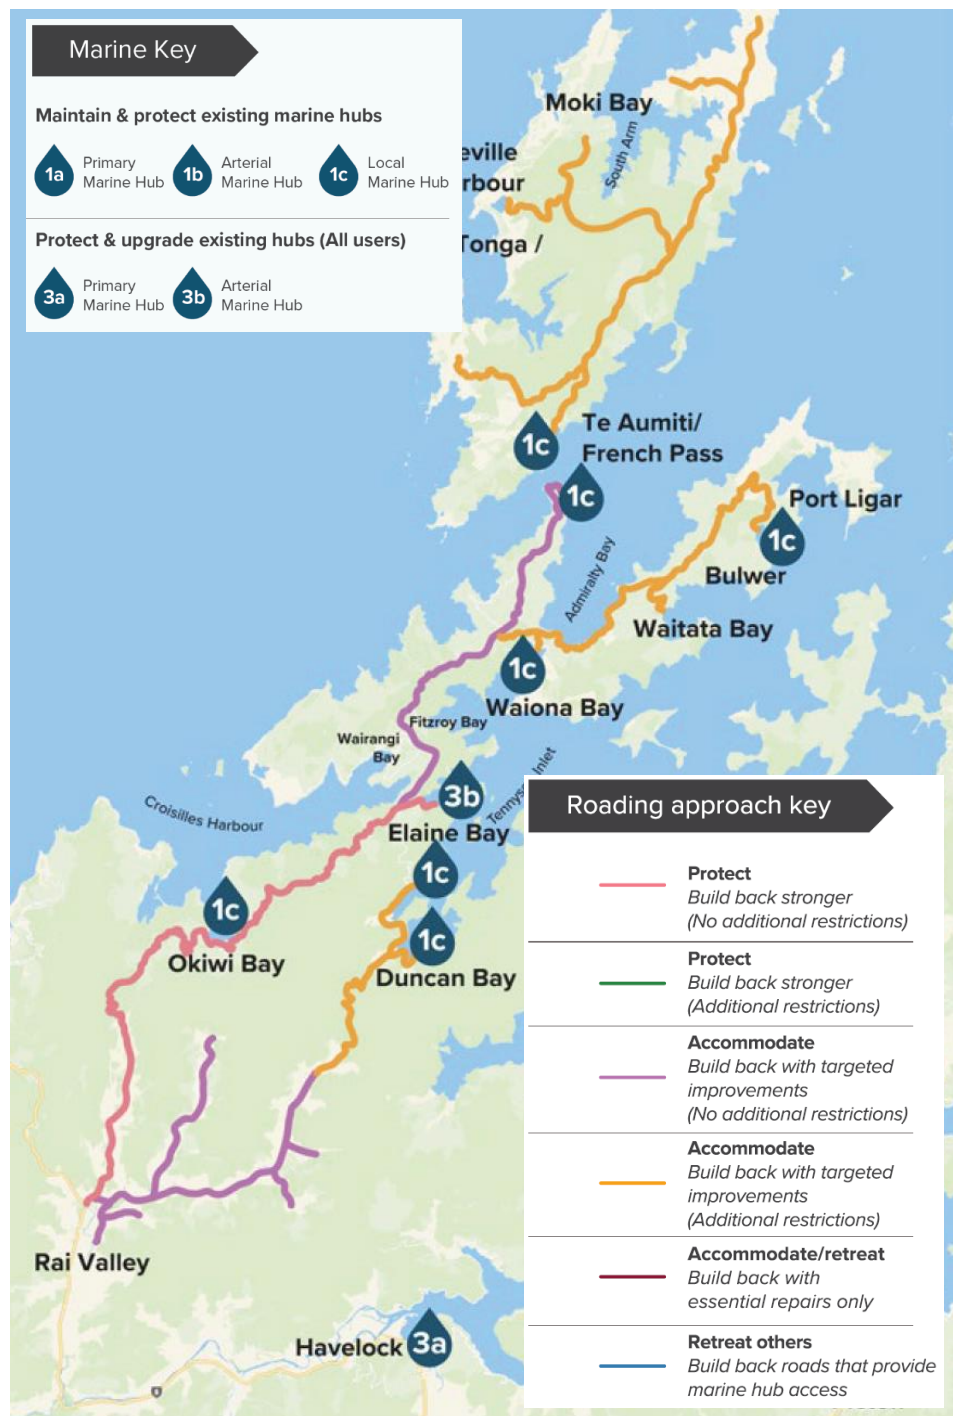 Marine Key
Maintain & protect existing marine hubs
1a Primary Marine Hub
1b Arterial Marine Hub
1c Local Marine Hub
Protect & upgrade existing hubs (All users)
3a Primary Marine Hub
3b Arterial Marine Hub
Moki Bay
South Arm
eville
rbour
Tonga /
1c
Te Aumiti/
French Pass
1c
Port Ligar
1c
Bulwer
Admiralty Bay
Waitata Bay
1c
Waiona Bay
Fitzroy Bay
Wairangi
Bay
Inlet
Croisilles Harbour
3b
Elaine Bay
1c
1c
1c
Okiwi Bay
Duncan Bay
Rai Valley
Havelock 3a
6
Roading approach key
Protect
Build back stronger
(No additional restrictions)
Protect
Build back stronger
(Additional restrictions)
Accommodate
Build back with targeted
improvements
(No additional restrictions)
Accommodate
Build back with targeted
improvements
(Additional restrictions)
Accommodate/retreat
Build back with
essential repairs only
Retreat others
Build back roads that provide
marine hub access